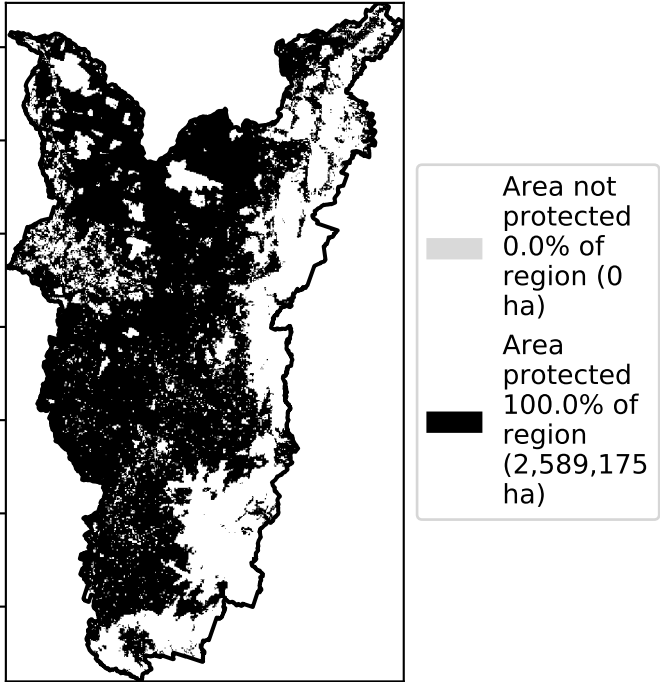 Area not
protected
0.0% of
region (0
ha)
Area
protected
100.0% of
region
(2,589,175
ha)